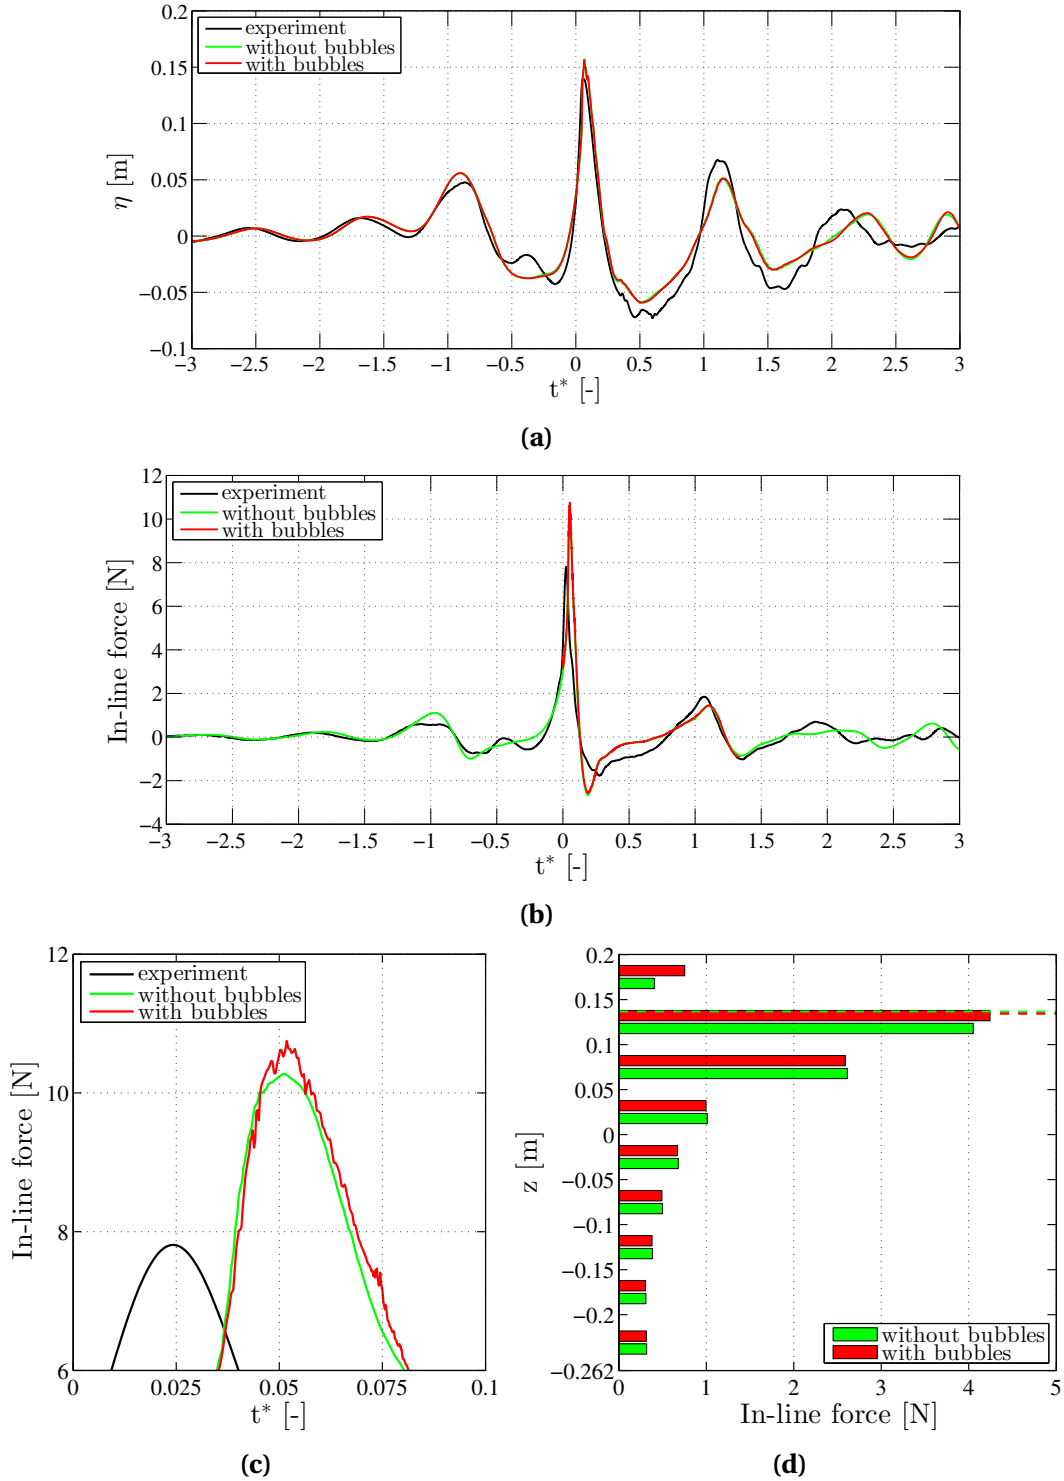 0.2
experiment
without bubbles
with bubbles
0.15
0.1
0.05
0
−0.05
−0.1
η [m]
−3 −2.5 −2 −1.5 −1 −0.5 0 0.5 1 1.5 2 2.5 3
t* [-]
(a)
12
experiment
without bubbles
with bubbles
10
8
6
4
2
0
−2
−4
In-line force [N]
−3 −2.5 −2 −1.5 −1 −0.5 0 0.5 1 1.5 2 2.5 3
t* [-]
(b)
12
experiment
without bubbles
with bubbles
10
8
6
In-line force [N]
0 0.025 0.05 0.075 0.1
t* [-]
(c)
0.2
0.15
0.1
0.05
0
−0.05
−0.1
−0.15
−0.2
−0.262
z [m]
without bubbles
with bubbles
0 1 2 3 4 5
In-line force [N]
(d)